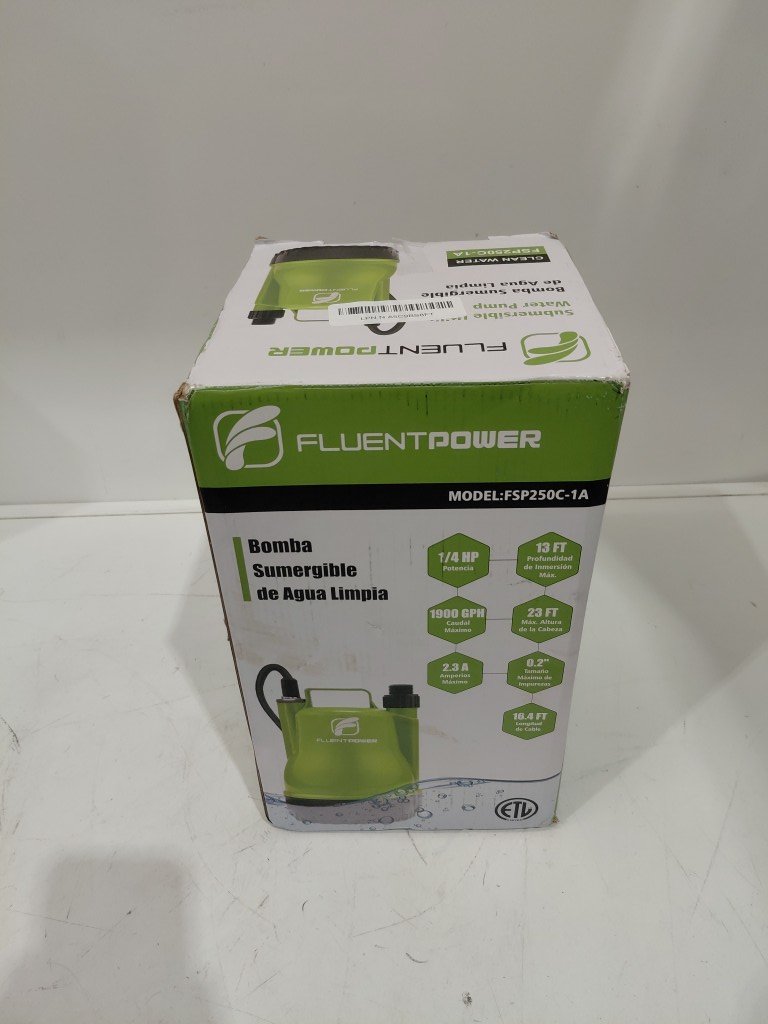 CLEAN WATER
FSP250C-1A
Submersible
Water Pump
Bomba Sumergible
de Agua Limpia
FLUENTPOWER
FLUENTPOWER
FLUENTPOWER
MODEL:FSP250C-1A
Bomba
Sumergible
de Agua Limpia
1/4 HP
Potencia
13 FT
Profundidad
de Inmersión
Máx.
1900 GPH
Caudal
Máximo
23 FT
Máx. Altura
de la Cabeza
2.3 A
Amperios
Máximo
0.2"
Tamaño
Máximo de
Impurezas
16.4 FT
Longitud
de Cable
FLUENTPOWER
ETL